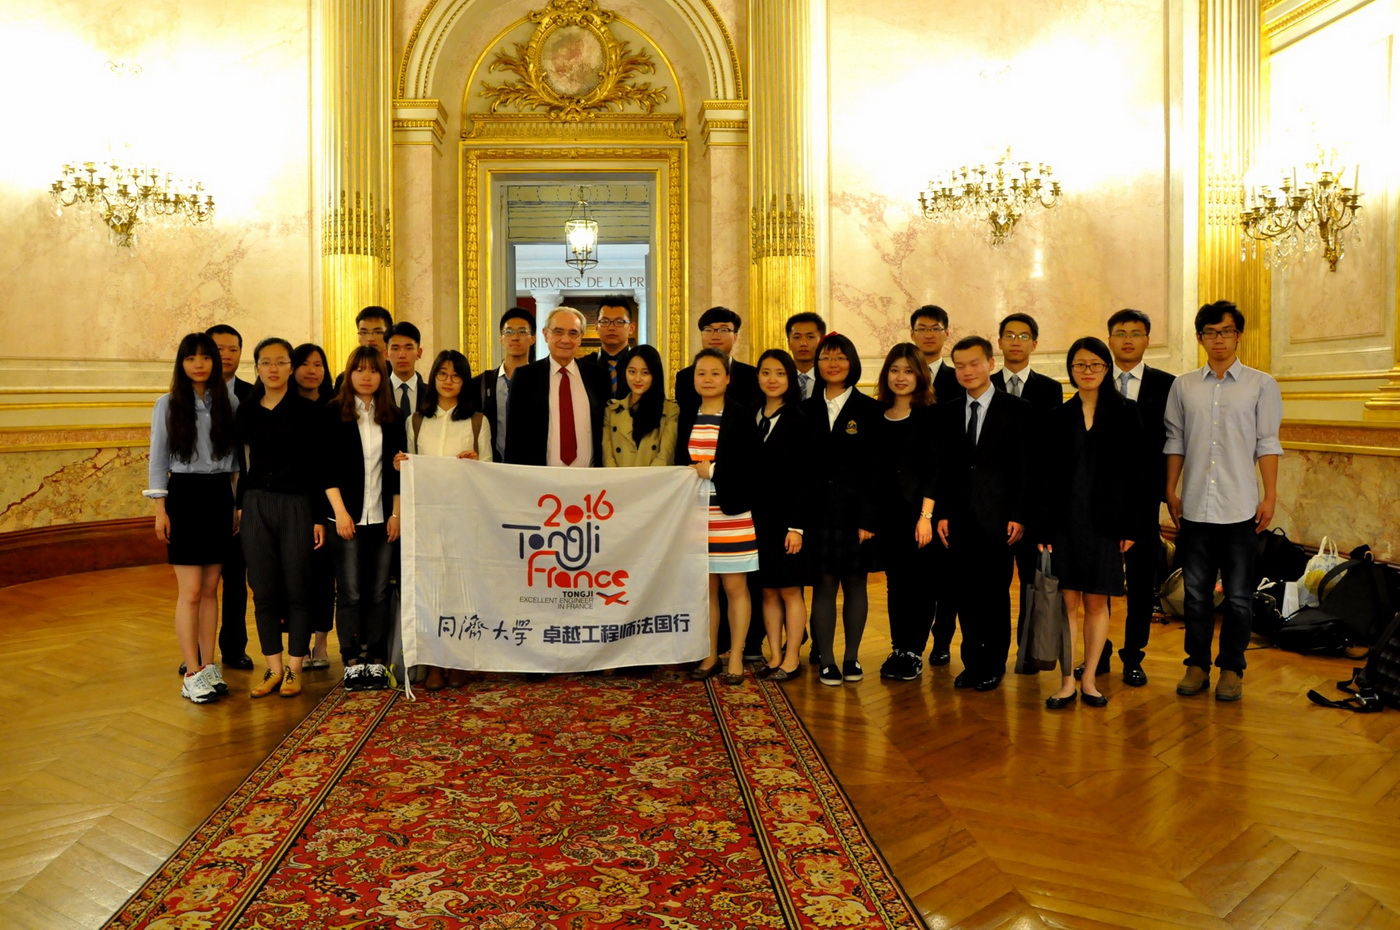 TRIBVNES DE LA PR
2016
Tongji
France
TONGJI
EXCELLENT ENGINEER
IN FRANCE
同濟大學 卓越工程师法国行